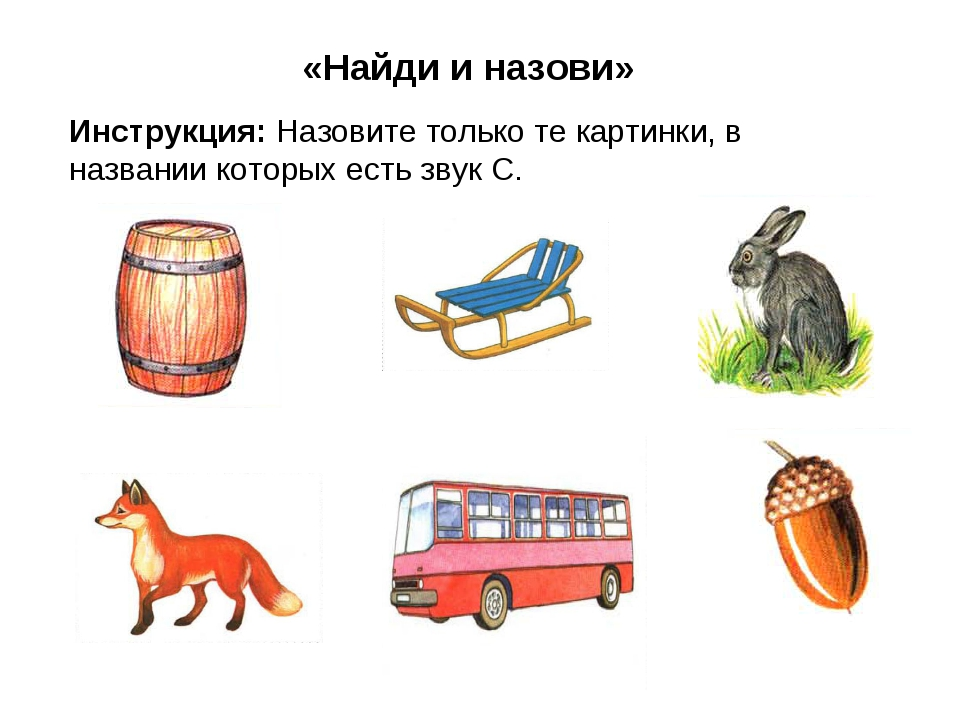 «Найди и назови»
Инструкция: Назовите только те картинки, в
названии которых есть звук С.